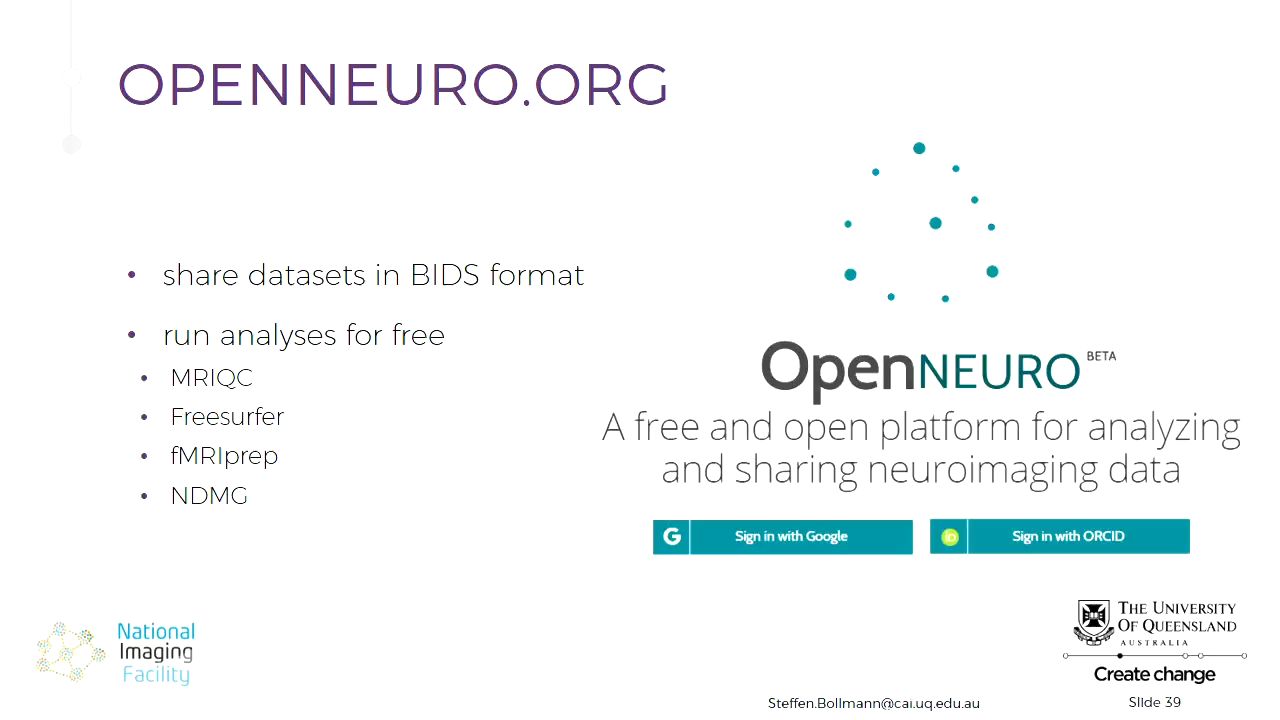 OPENNEURO.ORG
• share datasets in BIDS format
• run analyses for free
• MRIQC
• Freesurfer
• fMRIprep
• NDMG
OpenNEURO BETA
A free and open platform for analyzing
and sharing neuroimaging data
G Sign in with Google
iD Sign in with ORCID
National
Imaging
Facility
THE UNIVERSITY
OF QUEENSLAND
AUSTRALIA
Create change
Steffen.Bollmann@cai.uq.edu.au
Slide 39